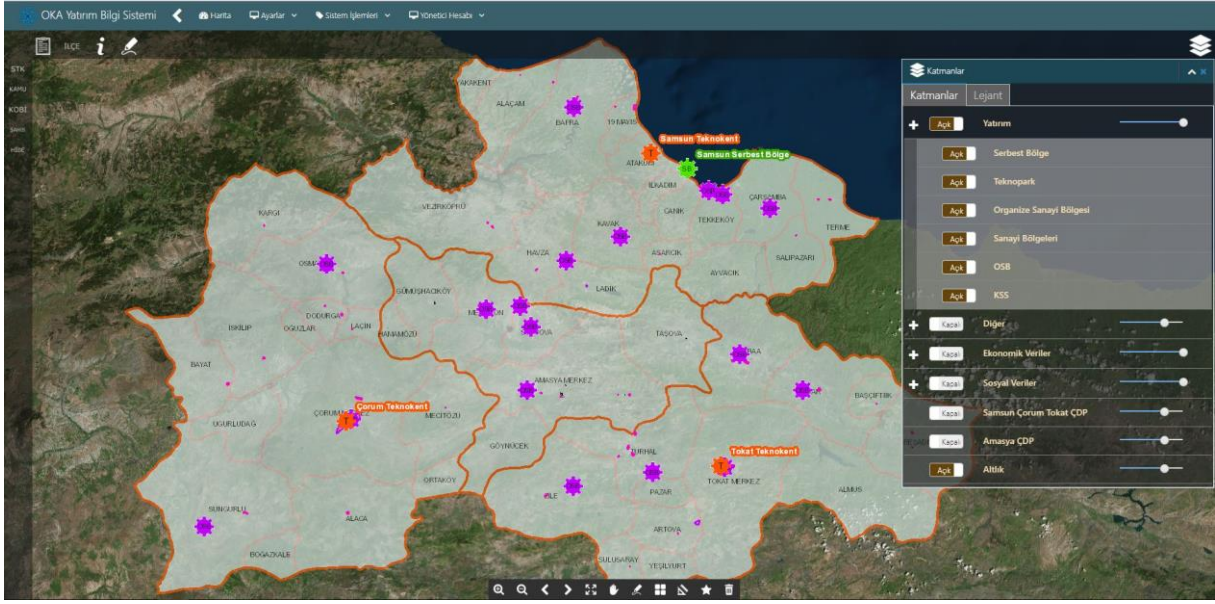 OKA Yatırım Bilgi Sistemi
Harita
Ayarlar
Sistem İşlemleri
Yönetici Hesabı
İLÇE
STK
KAMU
KOBİ
Katmanlar
Katmanlar
Lejant
Açık Yatırım
Açık Serbest Bölge
Açık Teknopark
Açık Organize Sanayi Bölgesi
Açık Sanayi Bölgeleri
Açık OSB
Açık KSS
Kapalı Diğer
Kapalı Ekonomik Veriler
Kapalı Sosyal Veriler
Kapalı Samsun Çorum Tokat ÇDP
Kapalı Amasya ÇDP
Açık Altlık
YAKAKENT
ALAÇAM
BAFRA
19 MAYIS
Samsun Teknokent
T
ATAKUM
Samsun Serbest Bölge
SB
İLKADIM
CANİK
TEKKEKÖY
ÇARŞAMBA
TERME
VEZİRKÖPRÜ
KAVAK
HAVZA
ASARCIK
SALIPAZARI
AYVACIK
LADİK
KARGI
GÜMÜŞHACIKÖY
DODURGA
İSKİLİP
OĞUZLAR
LAÇİN
HAMAMÖZÜ
TAŞOVA
BAYAT
AMASYA MERKEZ
BAŞÇİFTLİK
Çorum Teknokent
T
MECİTÖZÜ
UĞURLUDAĞ
GÖYNÜCEK
TURHAL
Tokat Teknokent
T
TOKAT MERKEZ
ORTAKÖY
PAZAR
ALMUS
SUNGURLU
ALACA
ARTOVA
BOĞAZKALE
SULUSARAY
YEŞİLYURT